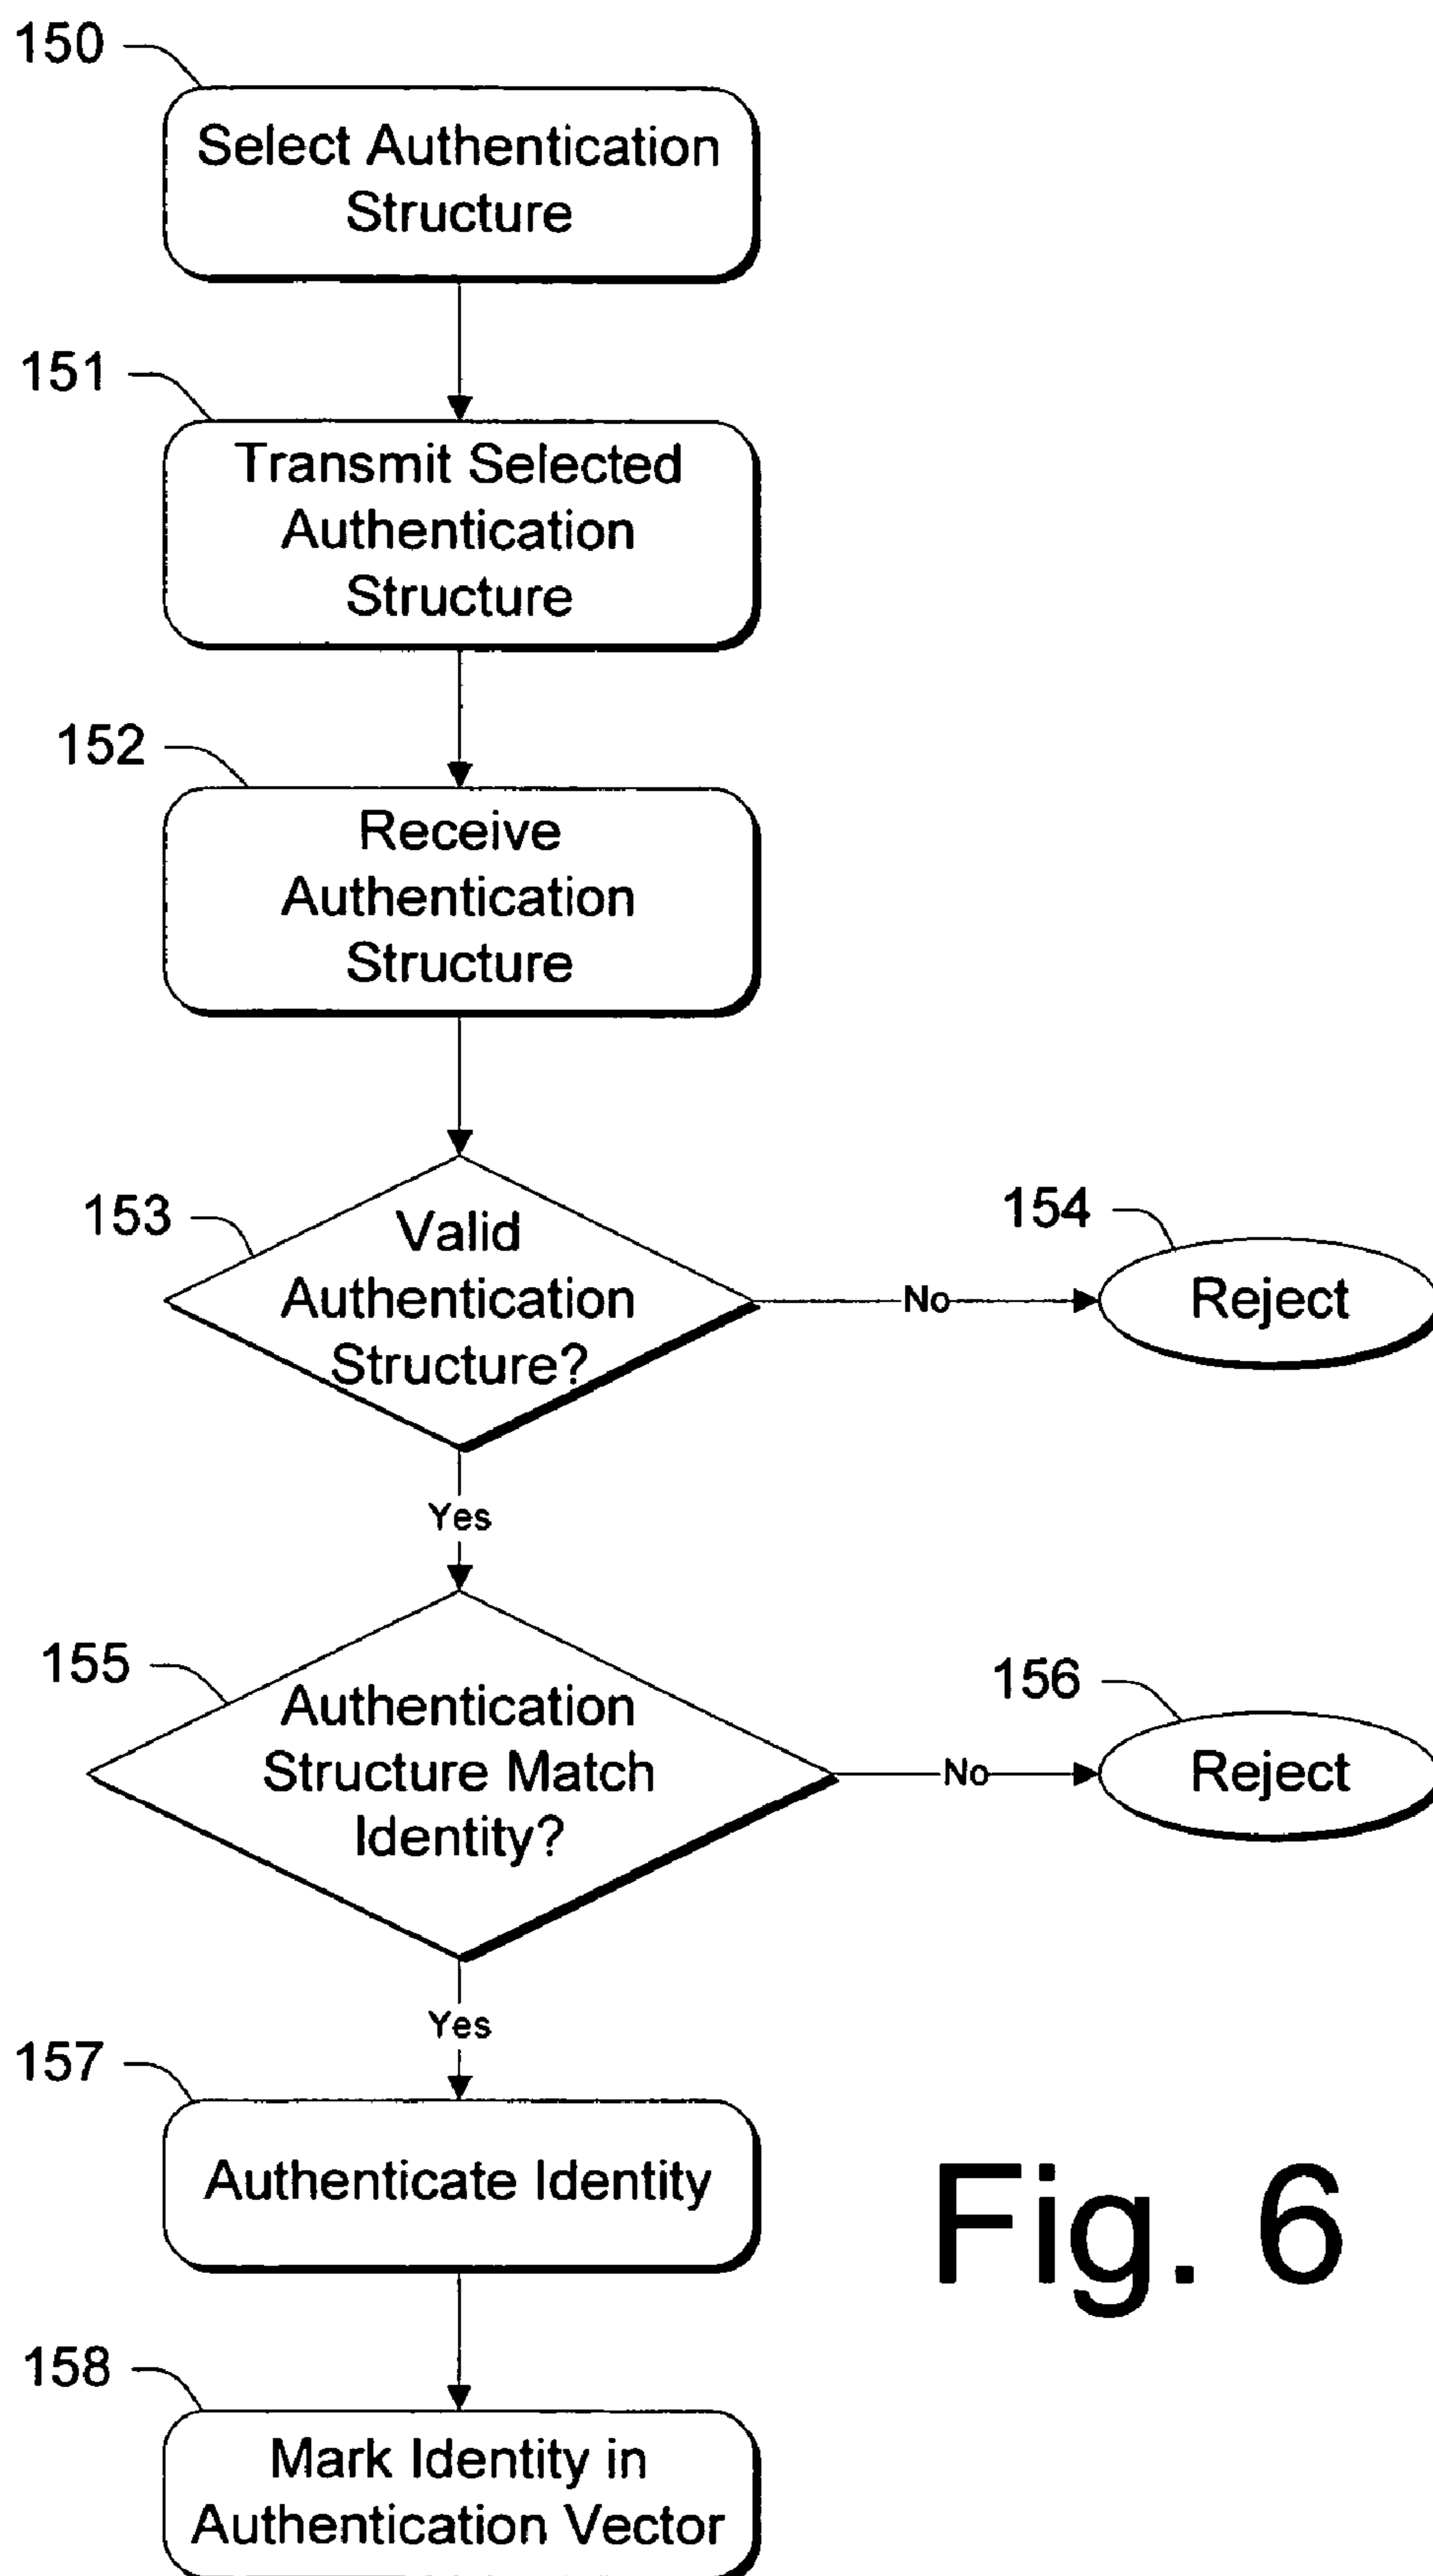 150
Select Authentication
Structure
151
Transmit Selected
Authentication
Structure
152
Receive
Authentication
Structure
153
Valid
Authentication
Structure?
No
154
Reject
Yes
155
Authentication
Structure Match
Identity?
No
156
Reject
Yes
157
Authenticate Identity
158
Mark Identity in
Authentication Vector
Fig. 6